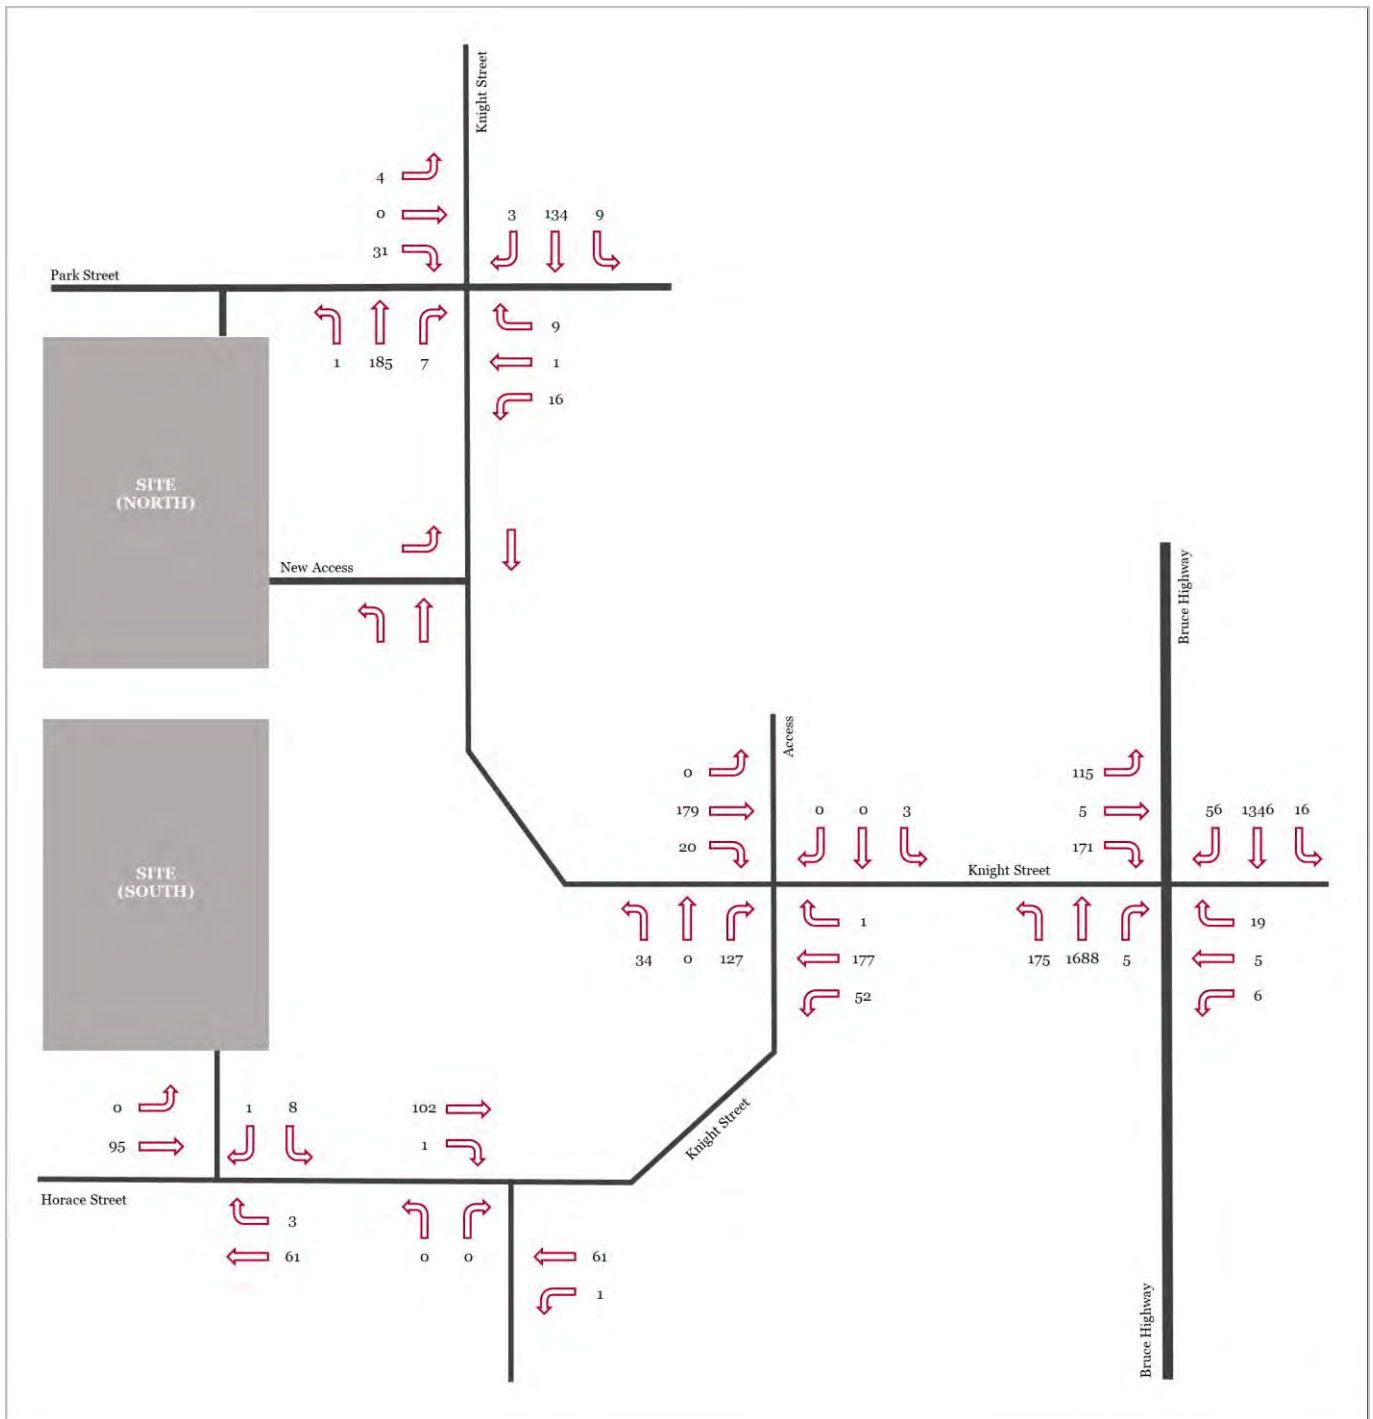 Knight Street
4
0
3 134 9
31
Park Street
9
1 185 7
1
16
SITE
(NORTH)
New Access
Bruce Highway
Access
0
115
179
0 0 3
5
56 1346 16
20
171
Knight Street
SITE
(SOUTH)
1
19
34 0 127
177
175 1688 5
5
52
6
0
1 8
102
95
1
Knight Street
Horace Street
3
61
0 0
61
1
Bruce Highway